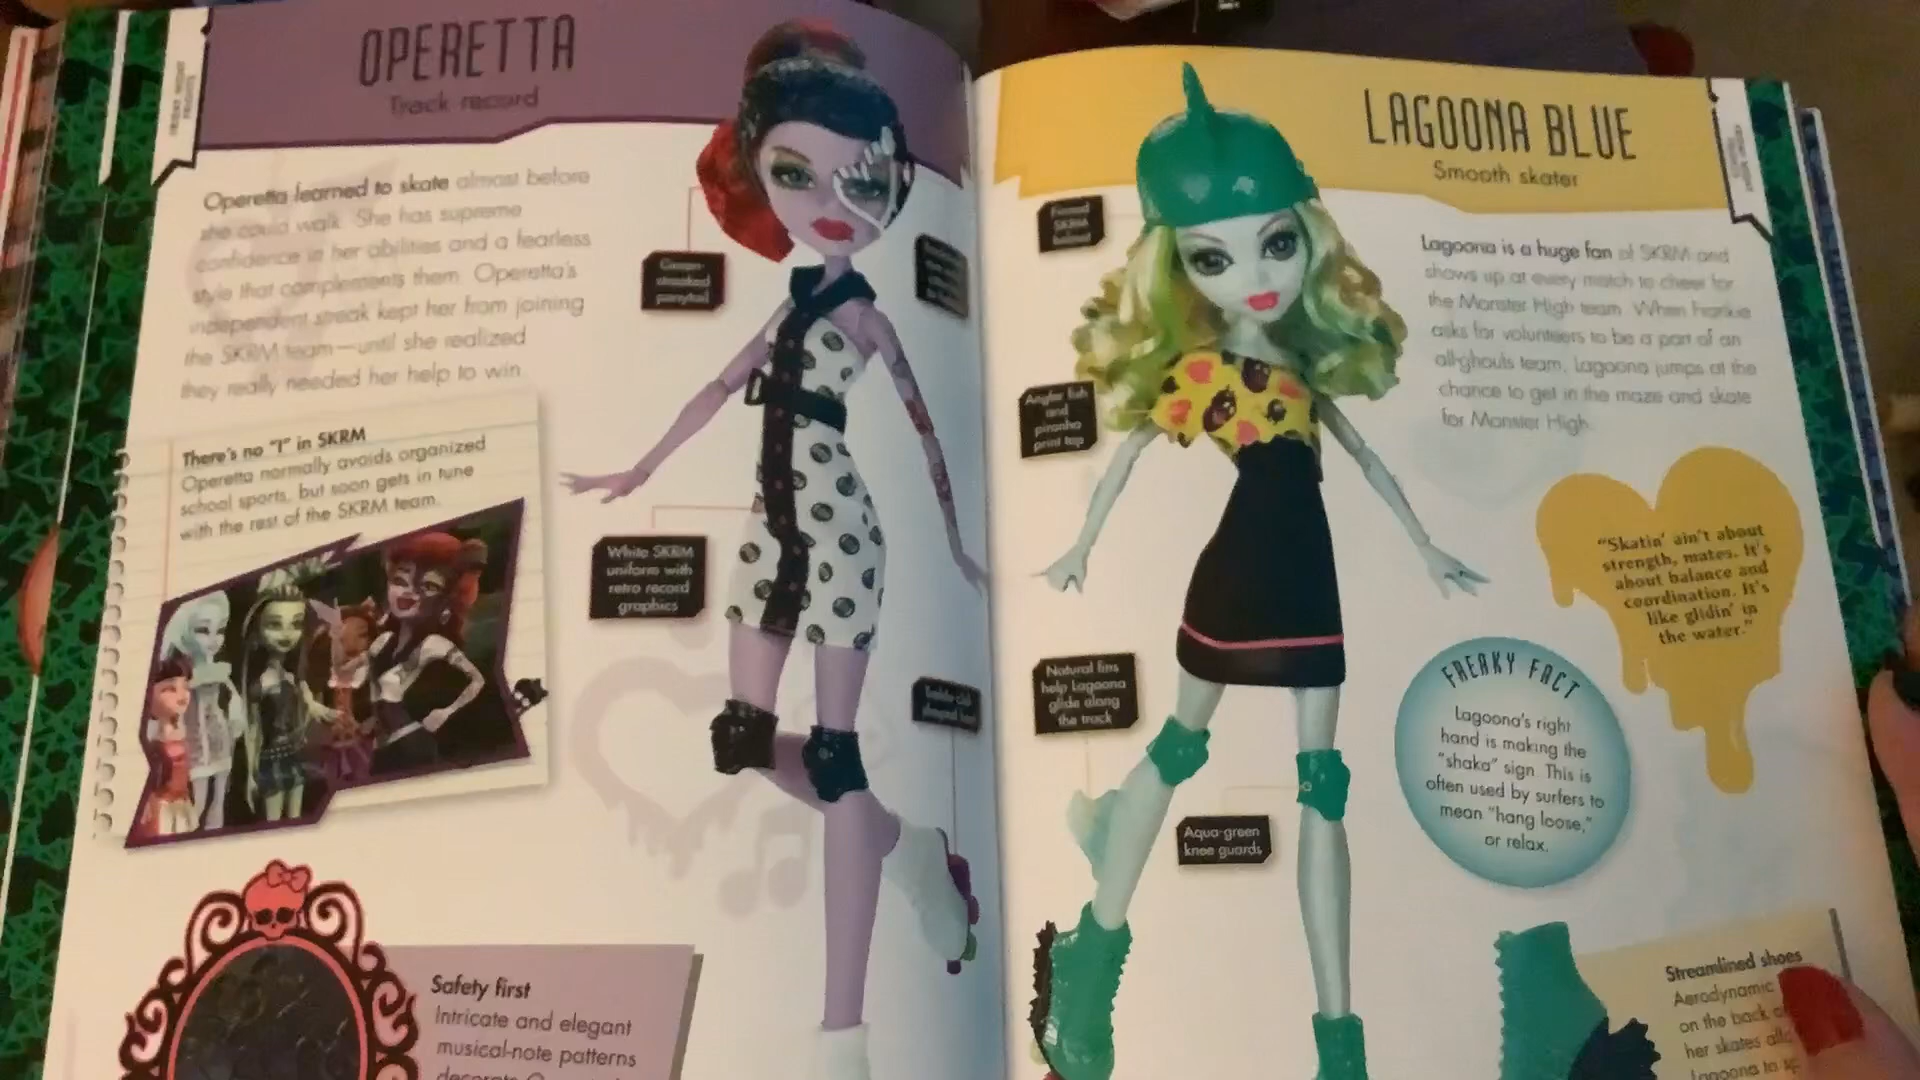 OPERETTA
Track record
Operetta learned to skate almost before
she could walk. She has supreme
confidence in her abilities and a fearless
style that complements them. Operetta's
independent streak kept her from joining
the SKRM team—until she realized
they really needed her help to win.
There's no "I" in SKRM
Operetta normally avoids organized
school sports, but soon gets in tune
with the rest of the SKRM team.
streaked
ponytail
White SKRM
uniform with
retro record
graphics
Safety first
Intricate and elegant
musical-note patterns
LAGOONA BLUE
Smooth skater
Finned
SKRM
helmet
Lagoona is a huge fan of SKRM and
shows up at every match to cheer for
the Monster High team. When Frankie
asks for volunteers to be a part of an
all-ghouls team, Lagoona jumps at the
chance to get in the maze and skate
for Monster High.
Angler fish
and
piranha
print top
"Skatin' ain't about
strength, mates. It's
about balance and
coordination. It's
like glidin' in
the water."
Natural fins
help Lagoona
glide along
the track
FREAKY FACT
Lagoona's right
hand is making the
"shaka" sign. This is
often used by surfers to
mean "hang loose,"
or relax.
Aqua-green
knee guards
Streamlined shoes
Aerodynamic
on the back
her skates
Lagoona to